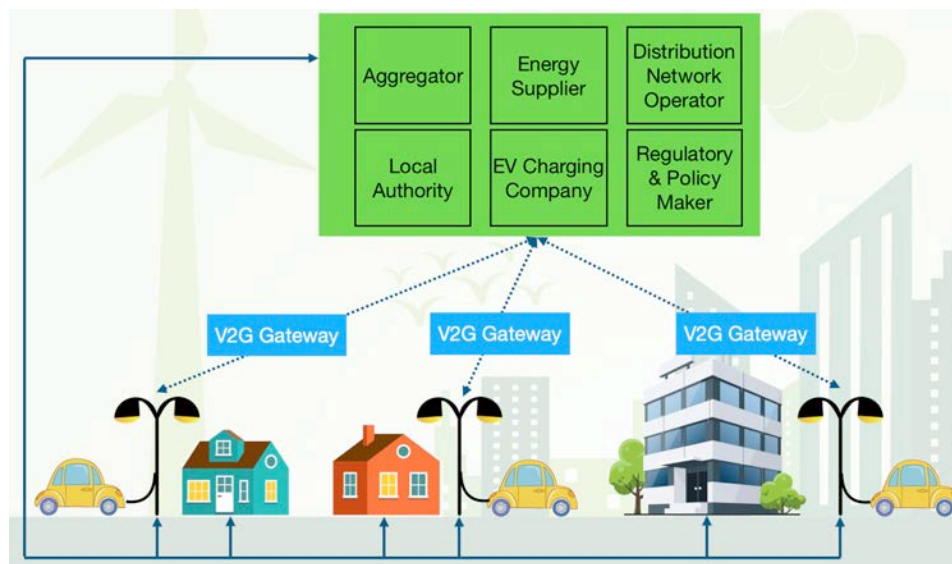 Aggregator
Energy
Supplier
Distribution
Network
Operator
Local
Authority
EV Charging
Company
Regulatory
& Policy
Maker
V2G Gateway
V2G Gateway
V2G Gateway